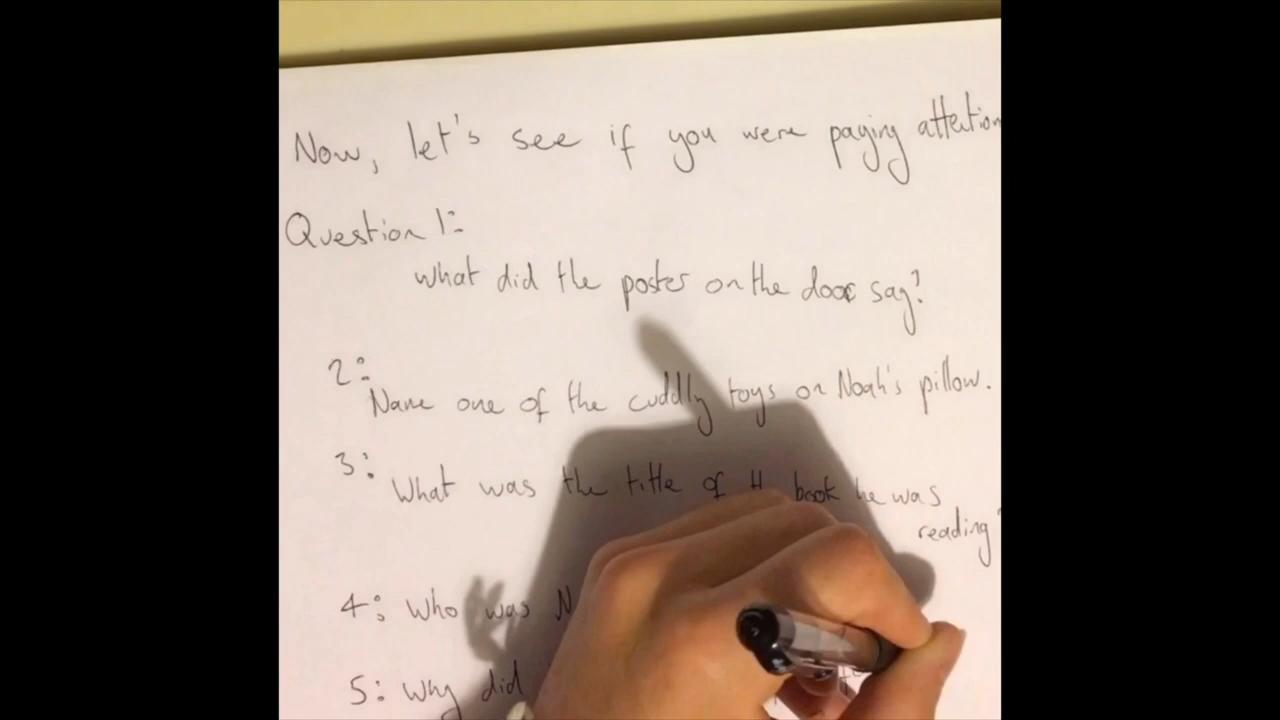 Now, let's see if you were paying attention
Question 1:
What did the poster on the door say?
2:
Name one of the cuddly toys on Noah's pillow.
3:
What was the title of book he was
reading?
4: Who was
5: Why did